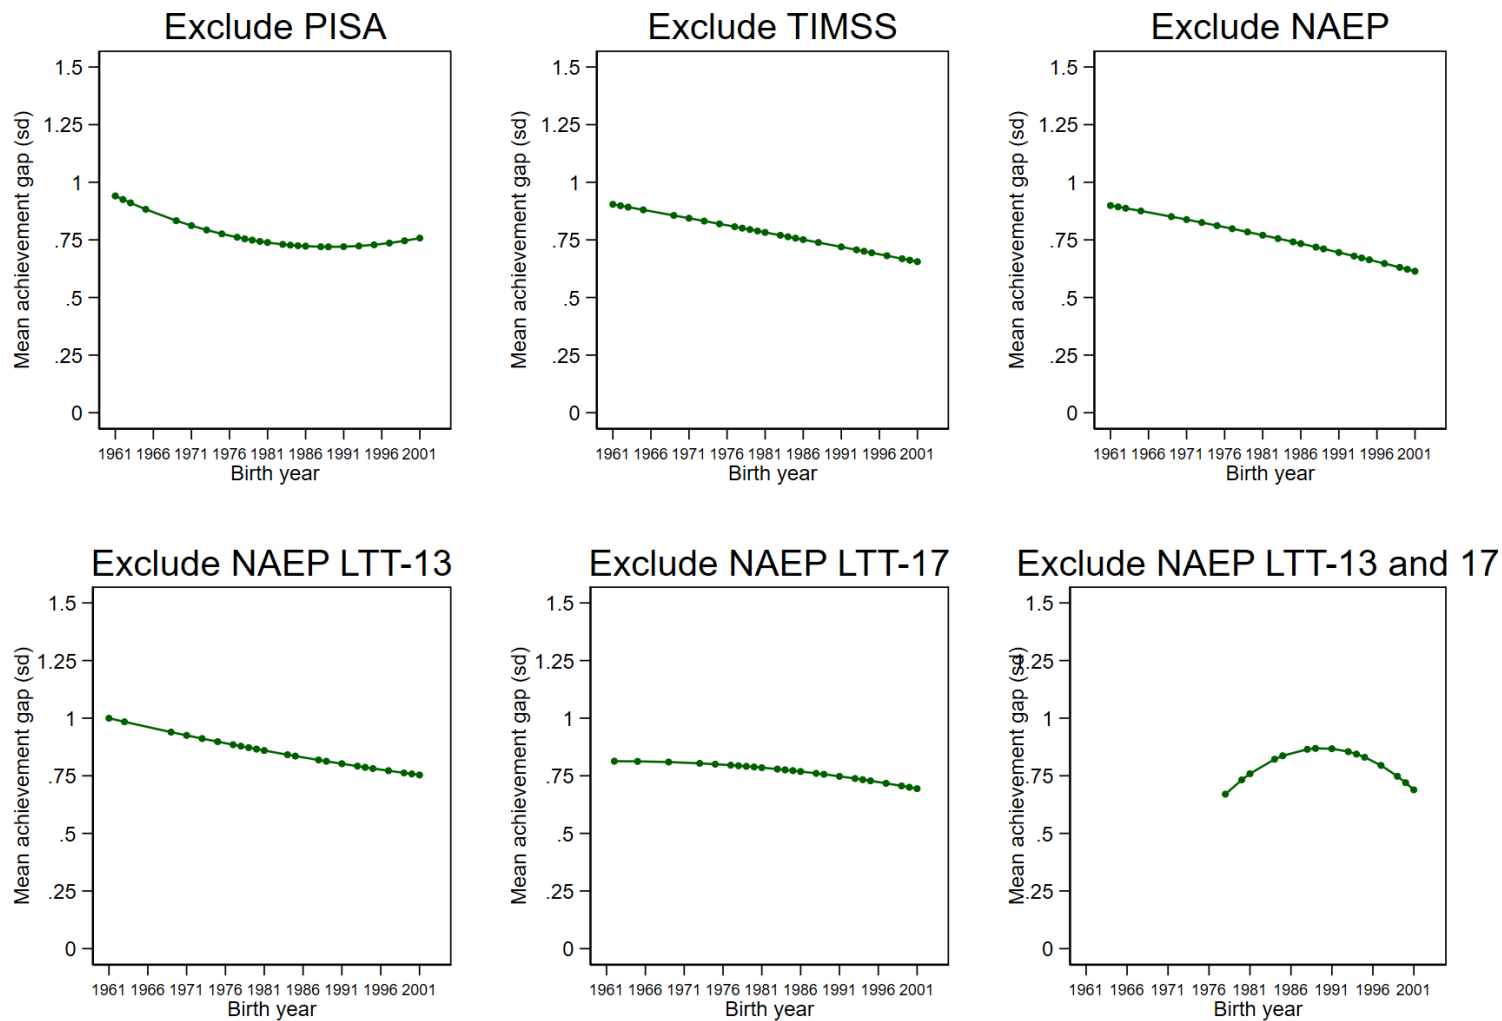 Exclude PISA
Mean achievement gap (sd)
1.5
1.25
1
.75
.5
.25
0
1961 1966 1971 1976 1981 1986 1991 1996 2001
Birth year
Exclude TIMSS
Mean achievement gap (sd)
1.5
1.25
1
.75
.5
.25
0
1961 1966 1971 1976 1981 1986 1991 1996 2001
Birth year
Exclude NAEP
Mean achievement gap (sd)
1.5
1.25
1
.75
.5
.25
0
1961 1966 1971 1976 1981 1986 1991 1996 2001
Birth year
Exclude NAEP LTT-13
Mean achievement gap (sd)
1.5
1.25
1
.75
.5
.25
0
1961 1966 1971 1976 1981 1986 1991 1996 2001
Birth year
Exclude NAEP LTT-17
Mean achievement gap (sd)
1.5
1.25
1
.75
.5
.25
0
1961 1966 1971 1976 1981 1986 1991 1996 2001
Birth year
Exclude NAEP LTT-13 and 17
Mean achievement gap (sd)
1.5
1.25
1
.75
.5
.25
0
1961 1966 1971 1976 1981 1986 1991 1996 2001
Birth year